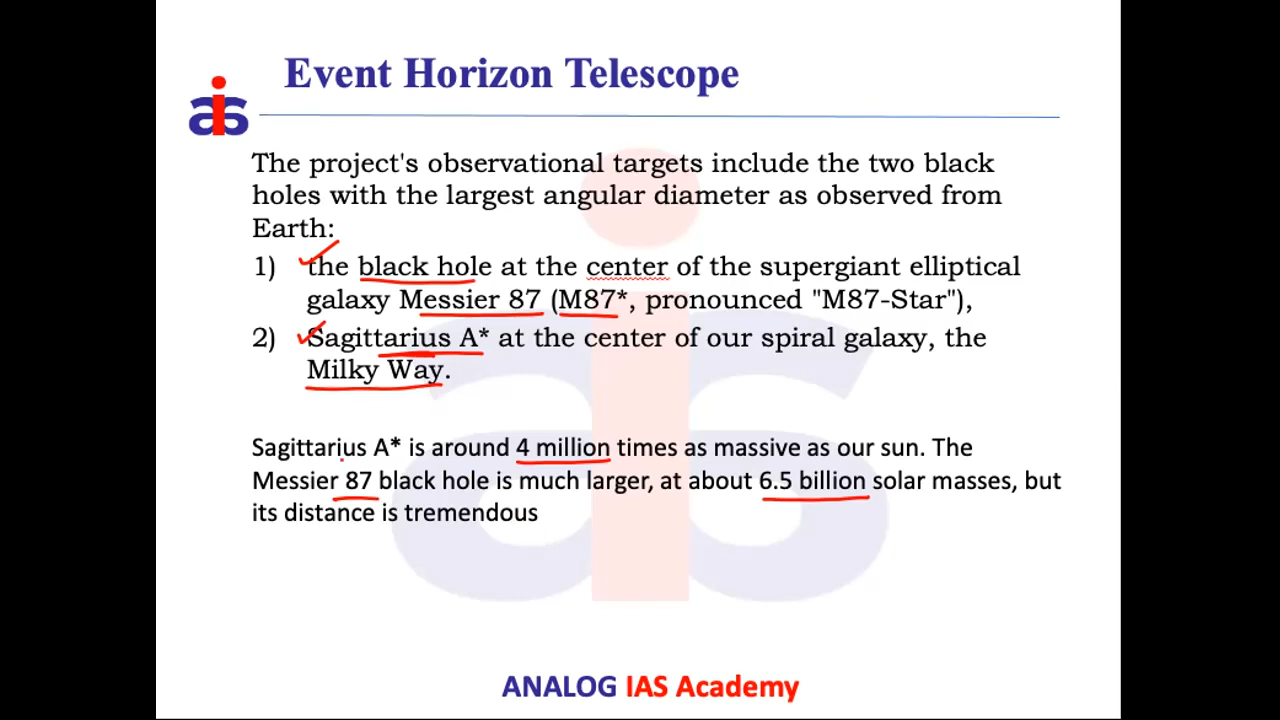 Event Horizon Telescope
ais
The project's observational targets include the two black
holes with the largest angular diameter as observed from
Earth:
1) the black hole at the center of the supergiant elliptical
galaxy Messier 87 (M87*, pronounced "M87-Star"),
2) Sagittarius A* at the center of our spiral galaxy, the
Milky Way.
Sagittarius A* is around 4 million times as massive as our sun. The
Messier 87 black hole is much larger, at about 6.5 billion solar masses, but
its distance is tremendous
ANALOG IAS Academy